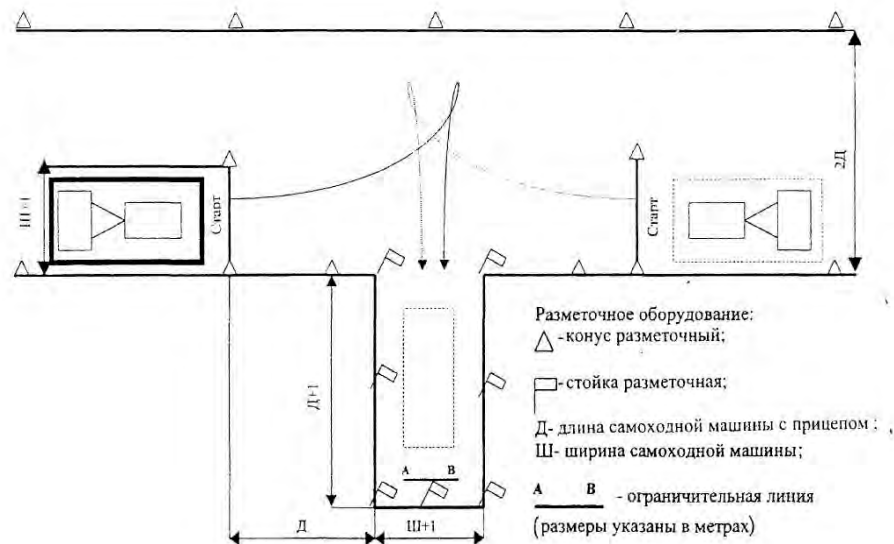 2Д
Ш+1
Старт
Старт
Д+1
А В
Д
Ш+1
Разметочное оборудование:
-конус разметочный;
-стойка разметочная;
Д- длина самоходной машины с прицепом ;
Ш- ширина самоходной машины;
А В - ограничительная линия
(размеры указаны в метрах)